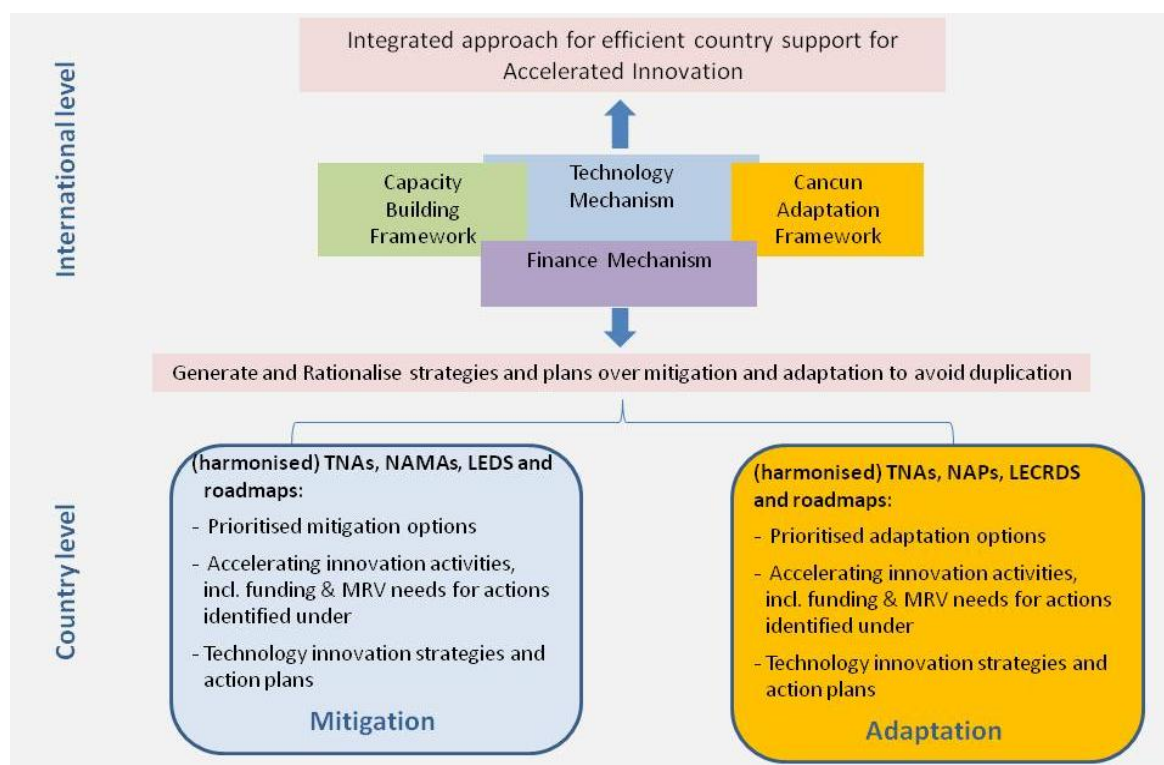 Integrated approach for efficient country support for
Accelerated Innovation
International level
Capacity
Building
Framework
Technology
Mechanism
Cancun
Adaptation
Framework
Finance Mechanism
Generate and Rationalise strategies and plans over mitigation and adaptation to avoid duplication
Country level
(harmonised) TNAs, NAMAs, LEDS and
roadmaps:
- Prioritised mitigation options
- Accelerating innovation activities,
incl. funding & MRV needs for actions
identified under
- Technology innovation strategies and
action plans
Mitigation
(harmonised) TNAs, NAPs, LECRDS
and roadmaps:
- Prioritised adaptation options
- Accelerating innovation activities,
incl. funding & MRV needs for actions
identified under
- Technology innovation strategies and
action plans
Adaptation